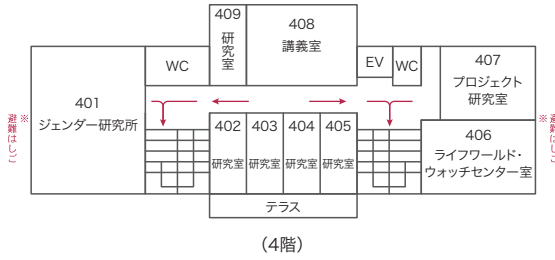 409
研究室
408
講義室
WC
EV
WC
407
プロジェクト
研究室
401
ジェンダー研究所
※避難はしご
402
研究室
403
研究室
404
研究室
405
研究室
406
ライフワールド・
ウォッチセンター室
※避難はしご
テラス
（4階）